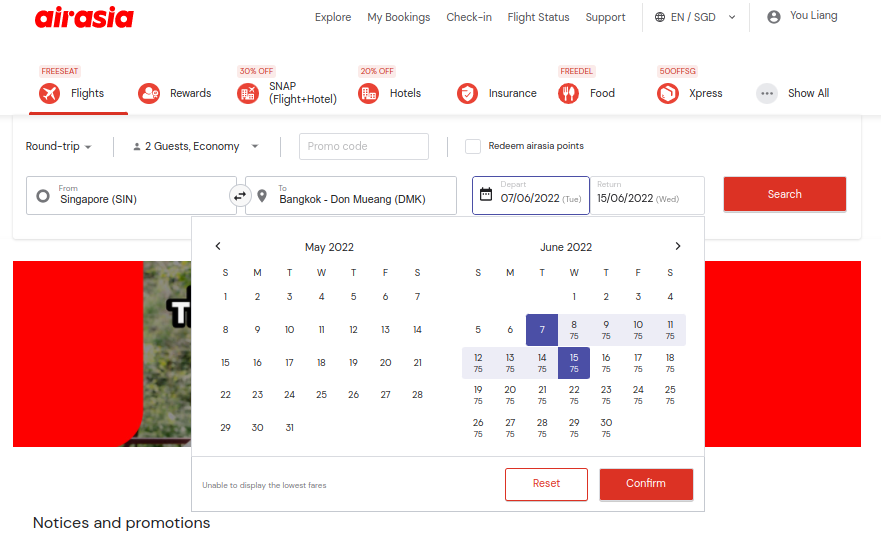 airasia
Explore My Bookings Check-in Flight Status Support EN / SGD You Liang
FREESEAT 30% OFF 20% OFF FREEDEL 50OFFSG
Flights Rewards SNAP (Flight+Hotel) Hotels Insurance Food Xpress Show All
Round-trip 2 Guests, Economy Promo code Redeem airasia points
From To Depart Return
Singapore (SIN) Bangkok - Don Mueang (DMK) 07/06/2022 (Tue) 15/06/2022 (Wed) Search
May 2022
S M T W T F S
1 2 3 4 5 6 7
8 9 10 11 12 13 14
15 16 17 18 19 20 21
22 23 24 25 26 27 28
29 30 31
June 2022
S M T W T F S
1 2 3 4
5 6 7 8 9 10 11
75 75 75 75
12 13 14 15 16 17 18
75 75 75 75 75 75 75
19 20 21 22 23 24 25
75 75 75 75 75 75 75
26 27 28 29 30
75 75 75 75 75
Unable to display the lowest fares Reset Confirm
Notices and promotions